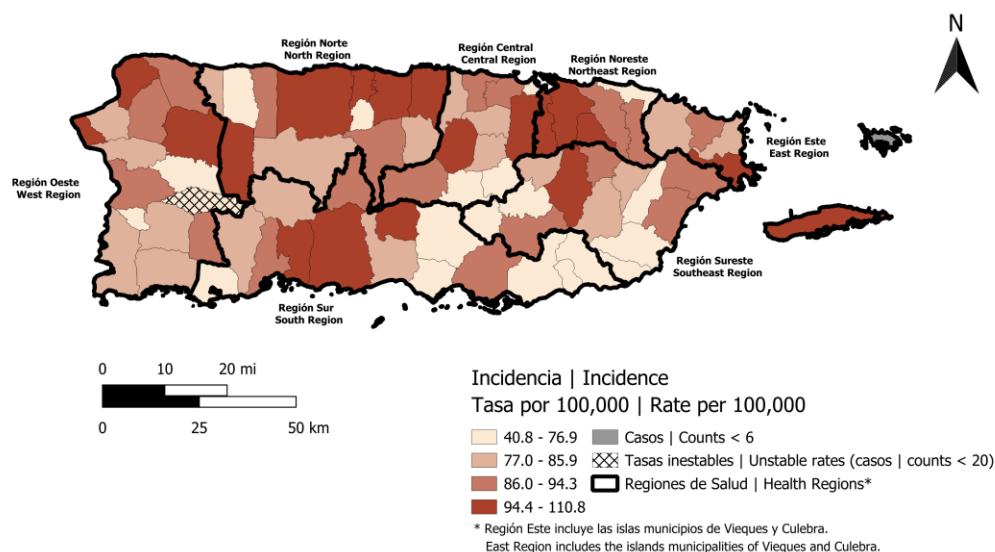 N
Región Norte
North Region
Región Central
Central Region
Región Noreste
Northeast Region
Región Este
East Region
Región Oeste
West Region
Región Sureste
Southeast Region
Región Sur
South Region
0 10 20 mi
0 25 50 km
Incidencia | Incidence
Tasa por 100,000 | Rate per 100,000
40.8 - 76.9 Casos | Counts < 6
77.0 - 85.9 Tasas inestables | Unstable rates (casos | counts < 20)
86.0 - 94.3 Regiones de Salud | Health Regions*
94.4 - 110.8
* Región Este incluye las islas municipios de Vieques y Culebra.
East Region includes the islands municipalities of Vieques and Culebra.